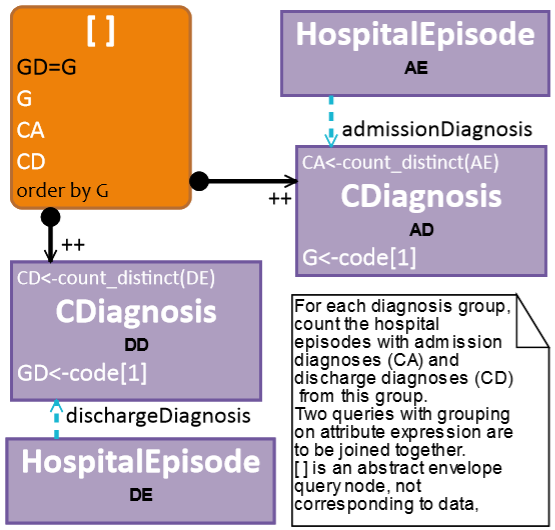 [ ]
GD=G
G
CA
CD
order by G
++
++
HospitalEpisode
AE
admissionDiagnosis
CA<-count_distinct(AE)
CDiagnosis
AD
G<-code[1]
CD<-count_distinct(DE)
CDiagnosis
DD
GD<-code[1]
dischargeDiagnosis
HospitalEpisode
DE
For each diagnosis group,
count the hospital
episodes with admission
diagnoses (CA) and
discharge diagnoses (CD)
from this group.
Two queries with grouping
on attribute expression are
to be joined together.
[ ] is an abstract envelope
query node, not
corresponding to data,